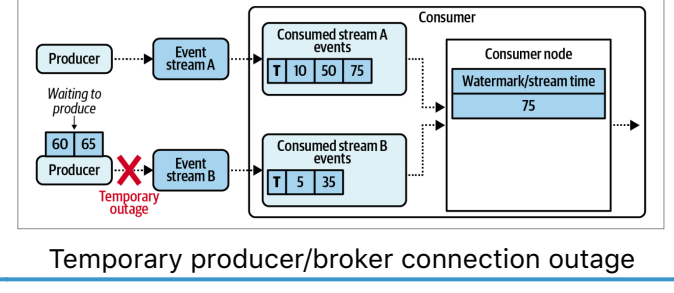 Consumer
Producer
Event
stream A
Consumed stream A
events
T 10 50 75
Consumer node
Watermark/stream time
75
Waiting to
produce
60 65
Producer
Temporary
outage
Event
stream B
Consumed stream B
events
T 5 35
Temporary producer/broker connection outage